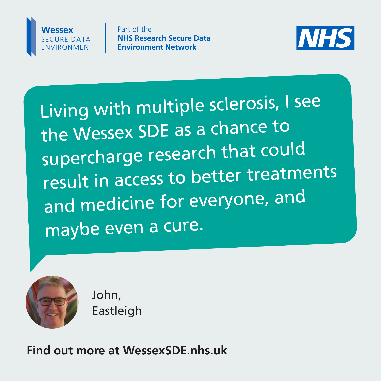 Wessex
SECURE DATA
ENVIRONMENT
Part of the
NHS Research Secure Data
Environment Network
NHS
Living with multiple sclerosis, I see
the Wessex SDE as a chance to
supercharge research that could
result in access to better treatments
and medicine for everyone, and
maybe even a cure.
John,
Eastleigh
Find out more at WessexSDE.nhs.uk